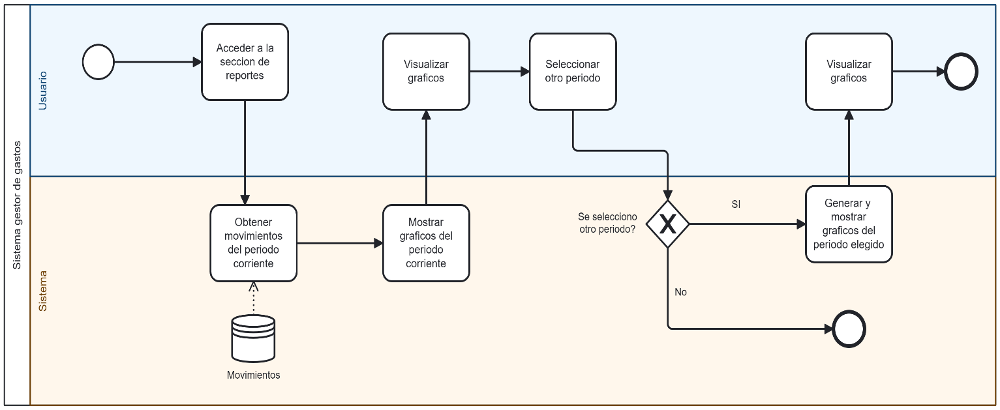 Sistema gestor de gastos
Usuario
Acceder a la
seccion de
reportes
Visualizar
graficos
Seleccionar
otro periodo
Visualizar
graficos
Sistema
Obtener
movimientos
del periodo
corriente
Mostrar
graficos del
periodo
corriente
Se selecciono
otro periodo?
X
SI
Generar y
mostrar
graficos del
periodo elegido
No
Movimientos